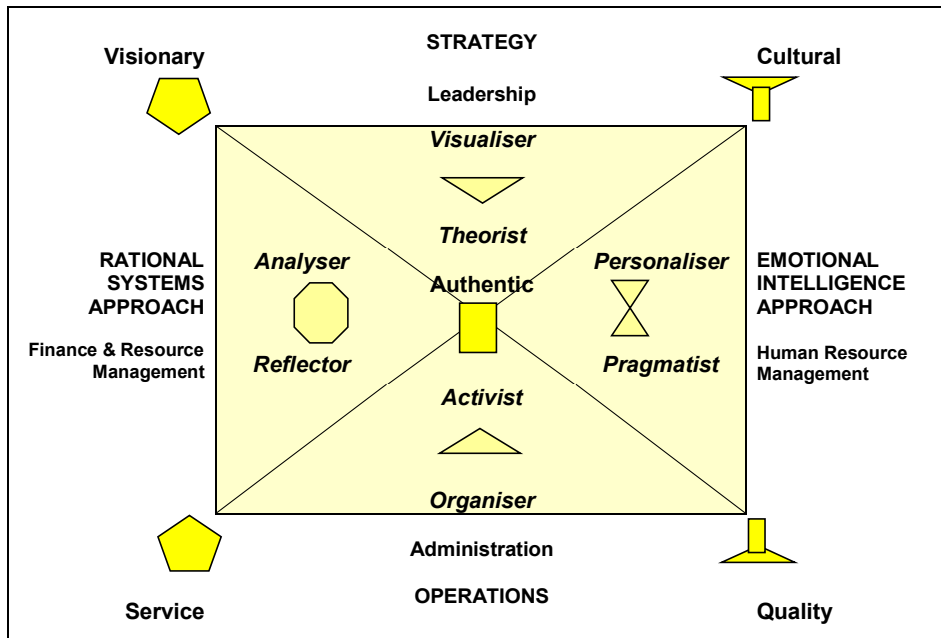 STRATEGY
Visionary
Cultural
Leadership
Visualiser
Theorist
RATIONAL
SYSTEMS
APPROACH
Analyser
Personaliser
EMOTIONAL
INTELLIGENCE
APPROACH
Authentic
Finance & Resource
Management
Reflector
Pragmatist
Human Resource
Management
Activist
Organiser
Administration
OPERATIONS
Service
Quality